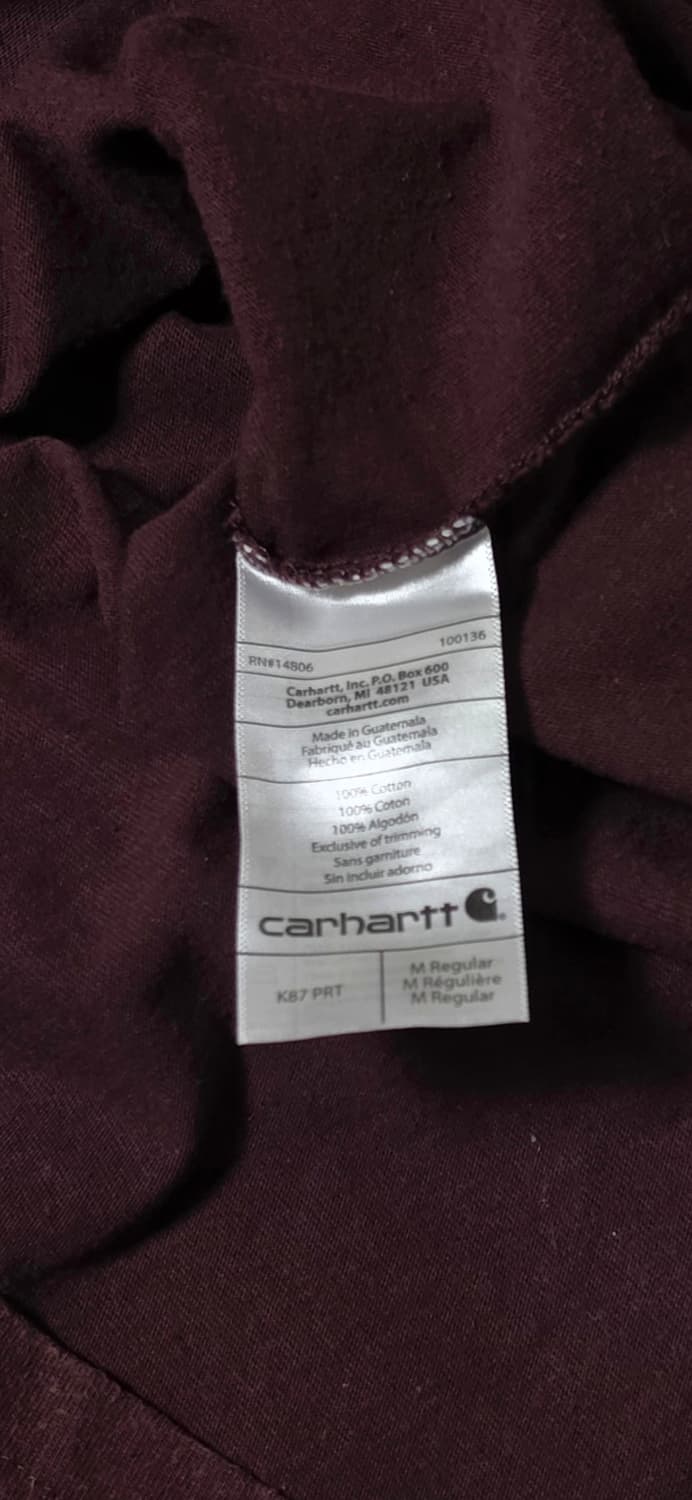 RN#14806 100136
Carhartt, Inc. P.O. Box 600
Dearborn, MI 48121 USA
carhartt.com
Made in Guatemala
Fabriqué au Guatemala
Hecho en Guatemala
100% Cotton
100% Coton
100% Algodón
Exclusive of trimming
Sans garniture
Sin incluir adorno
carhartt
K87 PRT
M Regular
M Régulière
M Regular